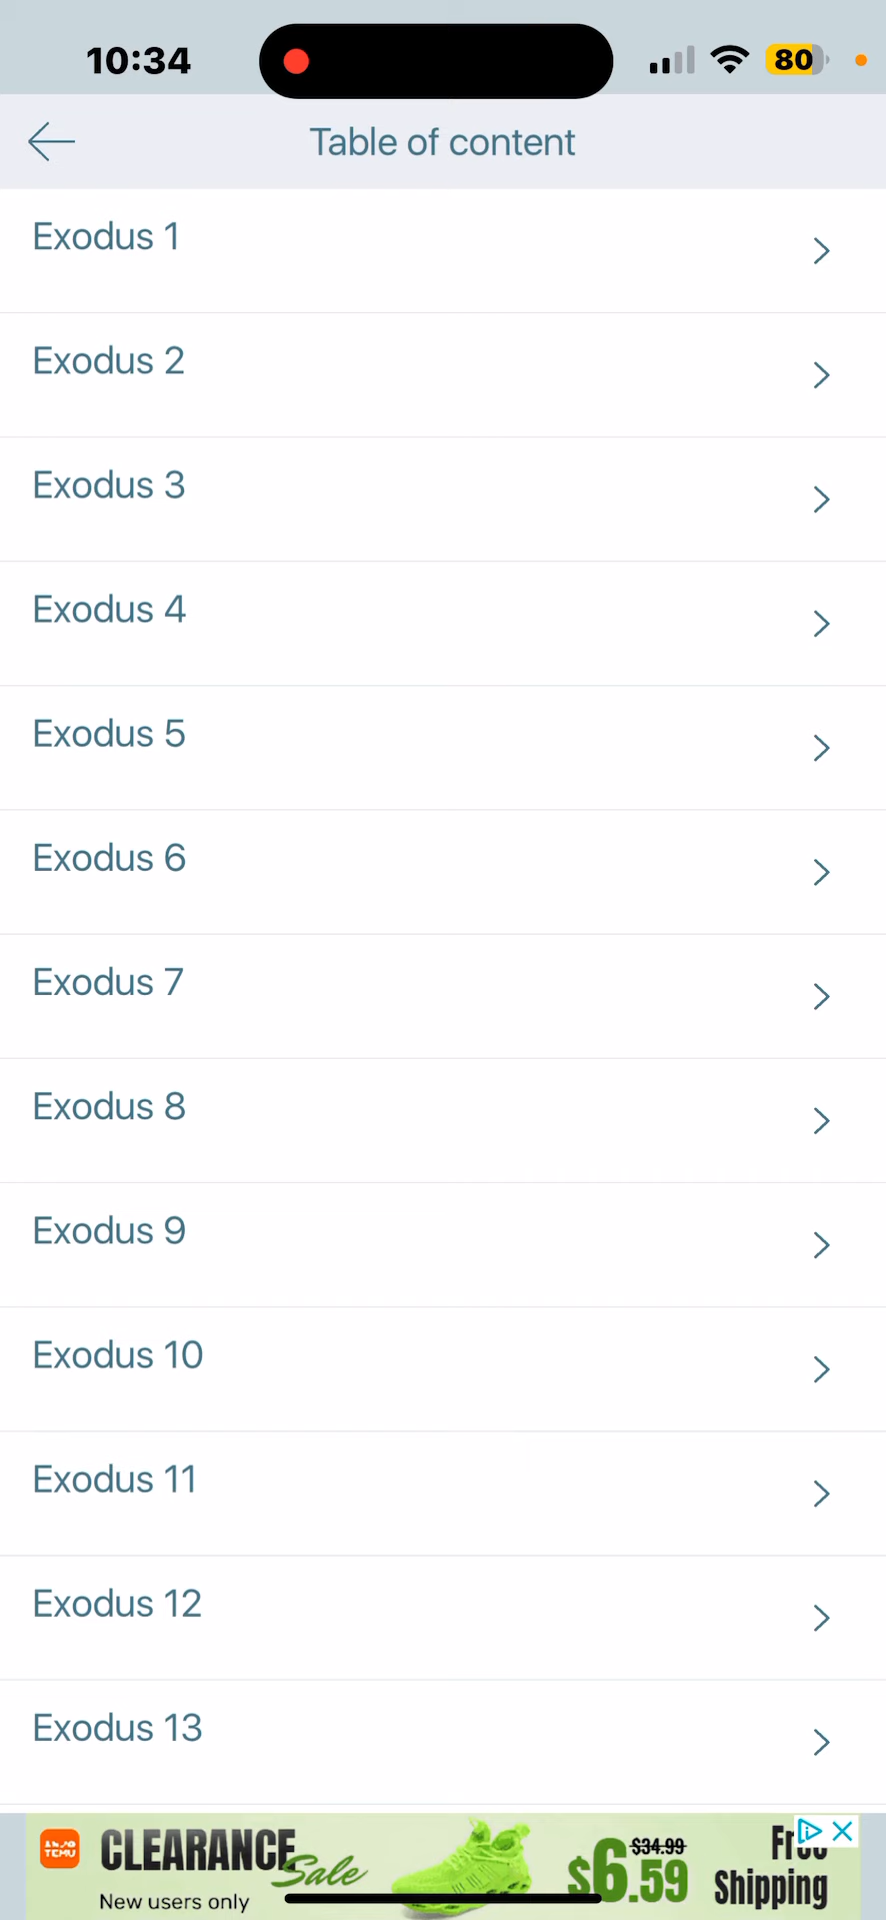 10:34
80
Table of content
Exodus 1
Exodus 2
Exodus 3
Exodus 4
Exodus 5
Exodus 6
Exodus 7
Exodus 8
Exodus 9
Exodus 10
Exodus 11
Exodus 12
Exodus 13
TEMU
CLEARANCE
Sale
New users only
$34.99
$6.59
Shipping